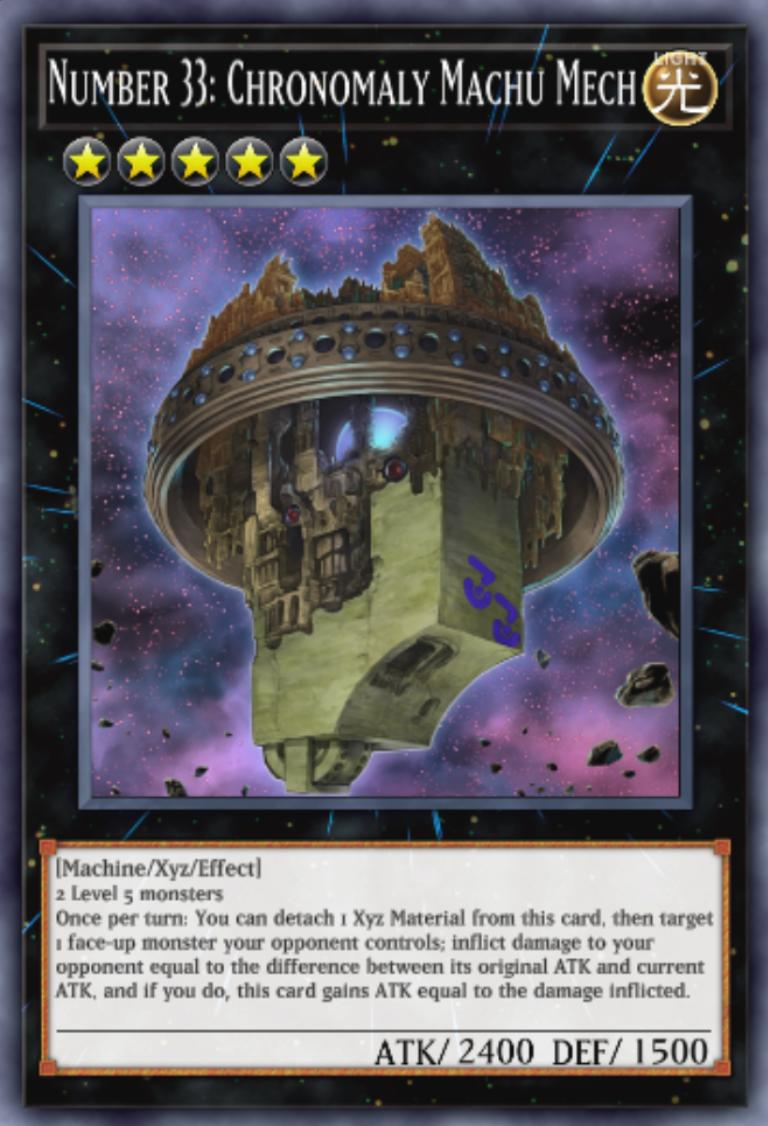 NUMBER 33: CHRONOMALY MACHU MECH
LIGHT
光
[Machine/Xyz/Effect]
2 Level 5 monsters
Once per turn: You can detach 1 Xyz Material from this card, then target
1 face-up monster your opponent controls; inflict damage to your
opponent equal to the difference between its original ATK and current
ATK, and if you do, this card gains ATK equal to the damage inflicted.
ATK/ 2400 DEF/ 1500